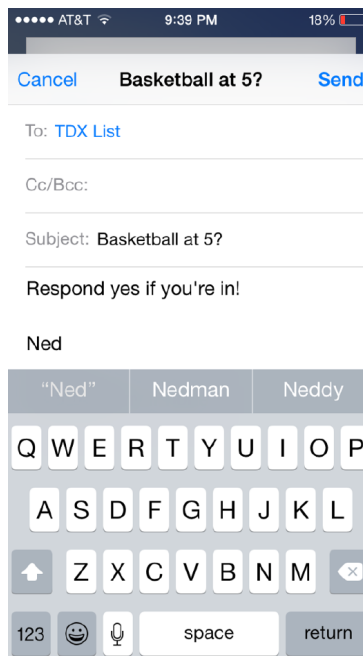 AT&T 9:39 PM 18%
Cancel Basketball at 5? Send
To: TDX List
Cc/Bcc:
Subject: Basketball at 5?
Respond yes if you're in!
Ned
“Ned” Nedman Neddy
Q W E R T Y U I O P
A S D F G H J K L
Z X C V B N M
123 space return